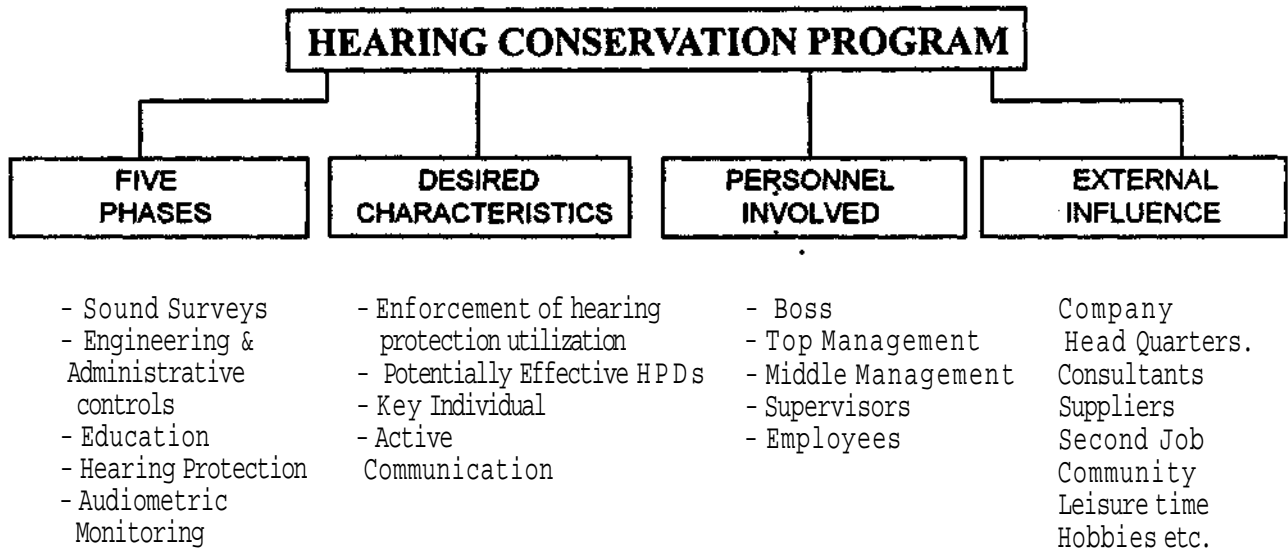 HEARING CONSERVATION PROGRAM
FIVE
PHASES
- Sound Surveys
- Engineering &
Administrative
controls
- Education
- Hearing Protection
- Audiometric
Monitoring
DESIRED
CHARACTERISTICS
- Enforcement of hearing
protection utilization
- Potentially Effective HPDs
- Key Individual
- Active
Communication
PERSONNEL
INVOLVED
- Boss
- Top Management
- Middle Management
- Supervisors
- Employees
EXTERNAL
INFLUENCE
Company
Head Quarters.
Consultants
Suppliers
Second Job
Community
Leisure time
Hobbies etc.